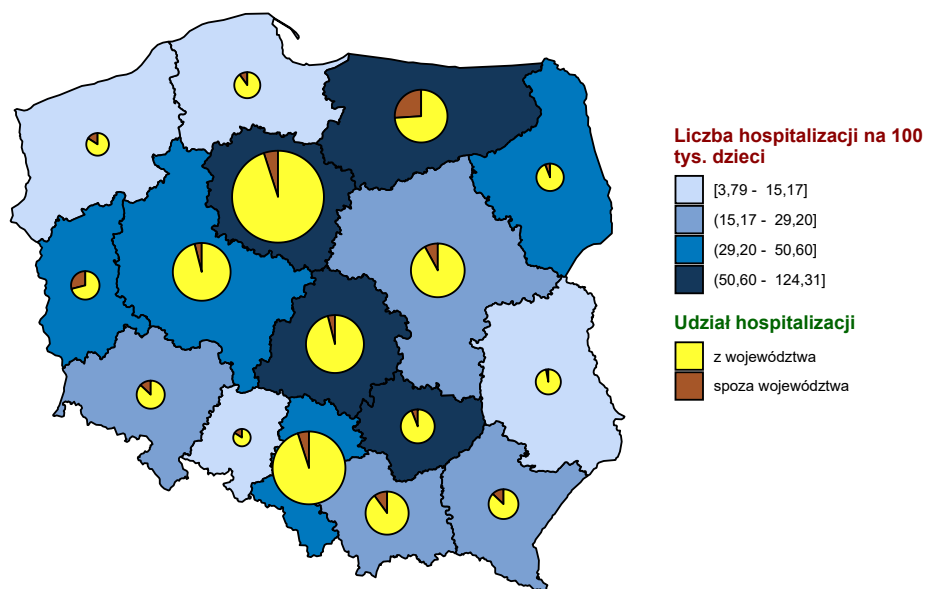 Liczba hospitalizacji na 100
tys. dzieci
[3,79 - 15,17]
(15,17 - 29,20]
(29,20 - 50,60]
(50,60 - 124,31]
Udział hospitalizacji
z województwa
spoza województwa